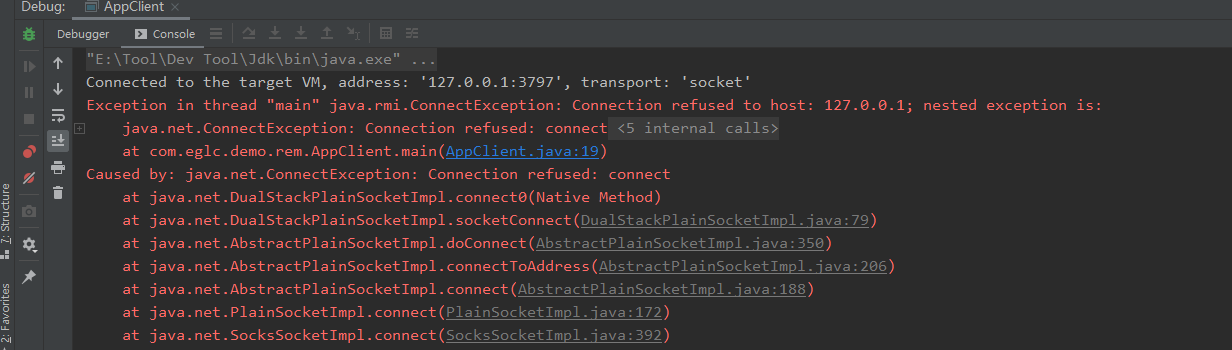 Debug: AppClient
Debugger Console
"E:\Tool\Dev Tool\Jdk\bin\java.exe" ...
Connected to the target VM, address: '127.0.0.1:3797', transport: 'socket'
Exception in thread "main" java.rmi.ConnectException: Connection refused to host: 127.0.0.1; nested exception is:
java.net.ConnectException: Connection refused: connect <5 internal calls>
at com.eglc.demo.rem.AppClient.main(AppClient.java:19)
Caused by: java.net.ConnectException: Connection refused: connect
at java.net.DualStackPlainSocketImpl.connect0(Native Method)
at java.net.DualStackPlainSocketImpl.socketConnect(DualStackPlainSocketImpl.java:79)
at java.net.AbstractPlainSocketImpl.doConnect(AbstractPlainSocketImpl.java:350)
at java.net.AbstractPlainSocketImpl.connectToAddress(AbstractPlainSocketImpl.java:206)
at java.net.AbstractPlainSocketImpl.connect(AbstractPlainSocketImpl.java:188)
at java.net.PlainSocketImpl.connect(PlainSocketImpl.java:172)
at java.net.SocksSocketImpl.connect(SocksSocketImpl.java:392)
7: Structure
2: Favorites